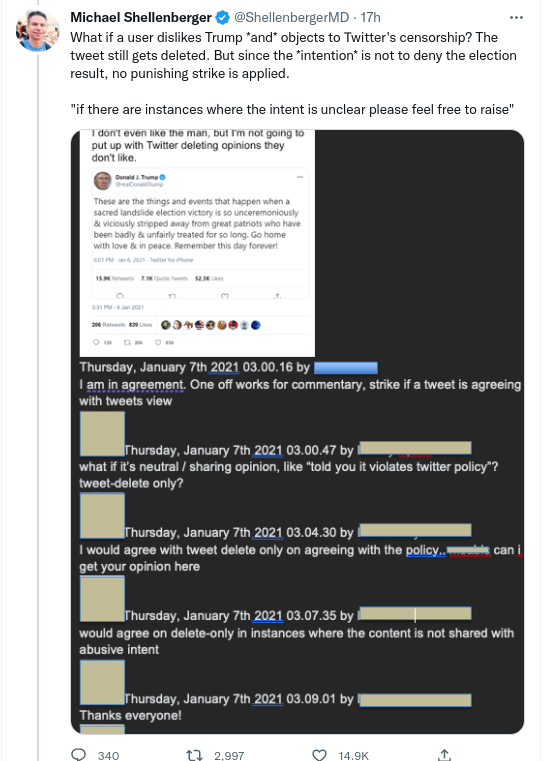 Michael Shellenberger @ShellenbergerMD · 17h
What if a user dislikes Trump *and* objects to Twitter's censorship? The
tweet still gets deleted. But since the *intention* is not to deny the election
result, no punishing strike is applied.
"if there are instances where the intent is unclear please feel free to raise"
I don't even like the man, but I'm not going to
put up with Twitter deleting opinions they
don't like.
Donald J. Trump
@realDonaldTrump
These are the things and events that happen when a
sacred landslide election victory is so unceremoniously
& viciously stripped away from great patriots who have
been badly & unfairly treated for so long. Go home
with love & in peace. Remember this day forever!
6:01 PM · Jan 6, 2021 · Twitter for iPhone
15.9K Retweets 7.1K Quote Tweets 52.3K Likes
3:31 PM · 6 Jan 2021
206 Retweets 839 Likes
Thursday, January 7th 2021 03.00.16 by
I am in agreement. One off works for commentary, strike if a tweet is agreeing
with tweets view
Thursday, January 7th 2021 03.00.47 by
what if it's neutral / sharing opinion, like "told you it violates twitter policy"?
tweet-delete only?
Thursday, January 7th 2021 03.04.30 by
I would agree with tweet delete only on agreeing with the policy.. can i
get your opinion here
Thursday, January 7th 2021 03.07.35 by
would agree on delete-only in instances where the content is not shared with
abusive intent
Thursday, January 7th 2021 03.09.01 by
Thanks everyone!
340 2,997 14.9K